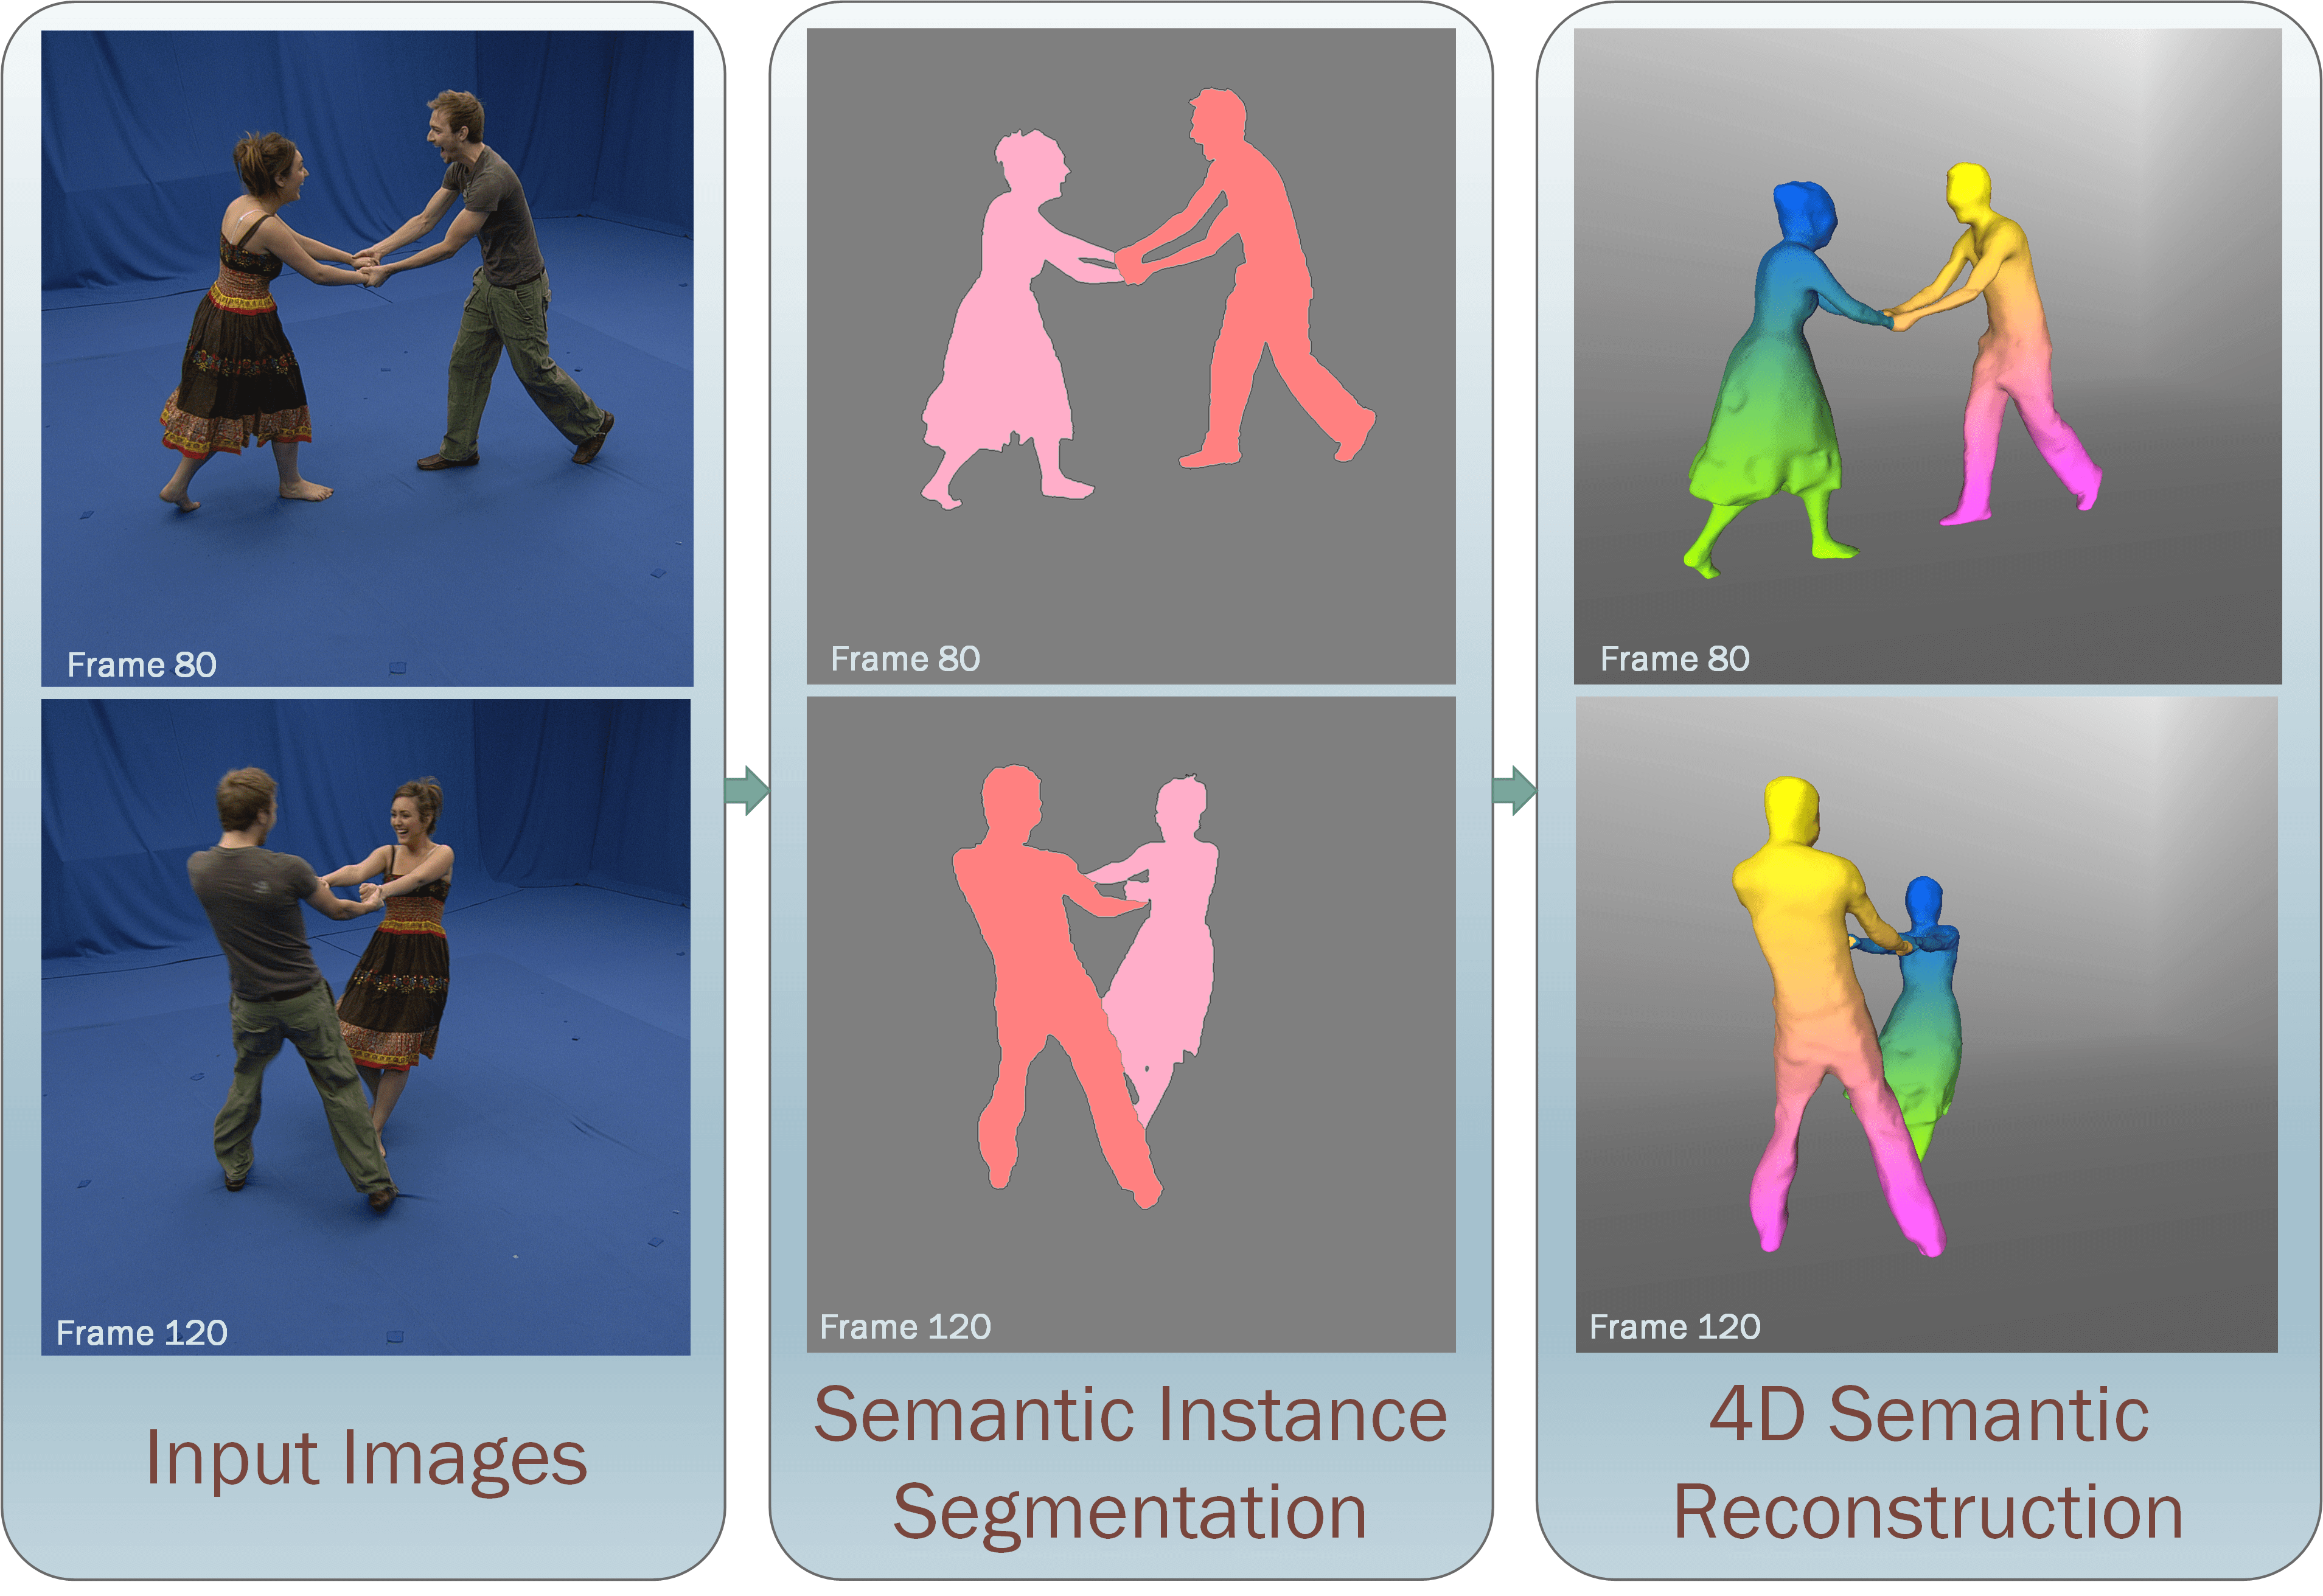 Frame 80
Frame 120
Input Images
Frame 80
Frame 120
Semantic Instance
Segmentation
Frame 80
Frame 120
4D Semantic
Reconstruction